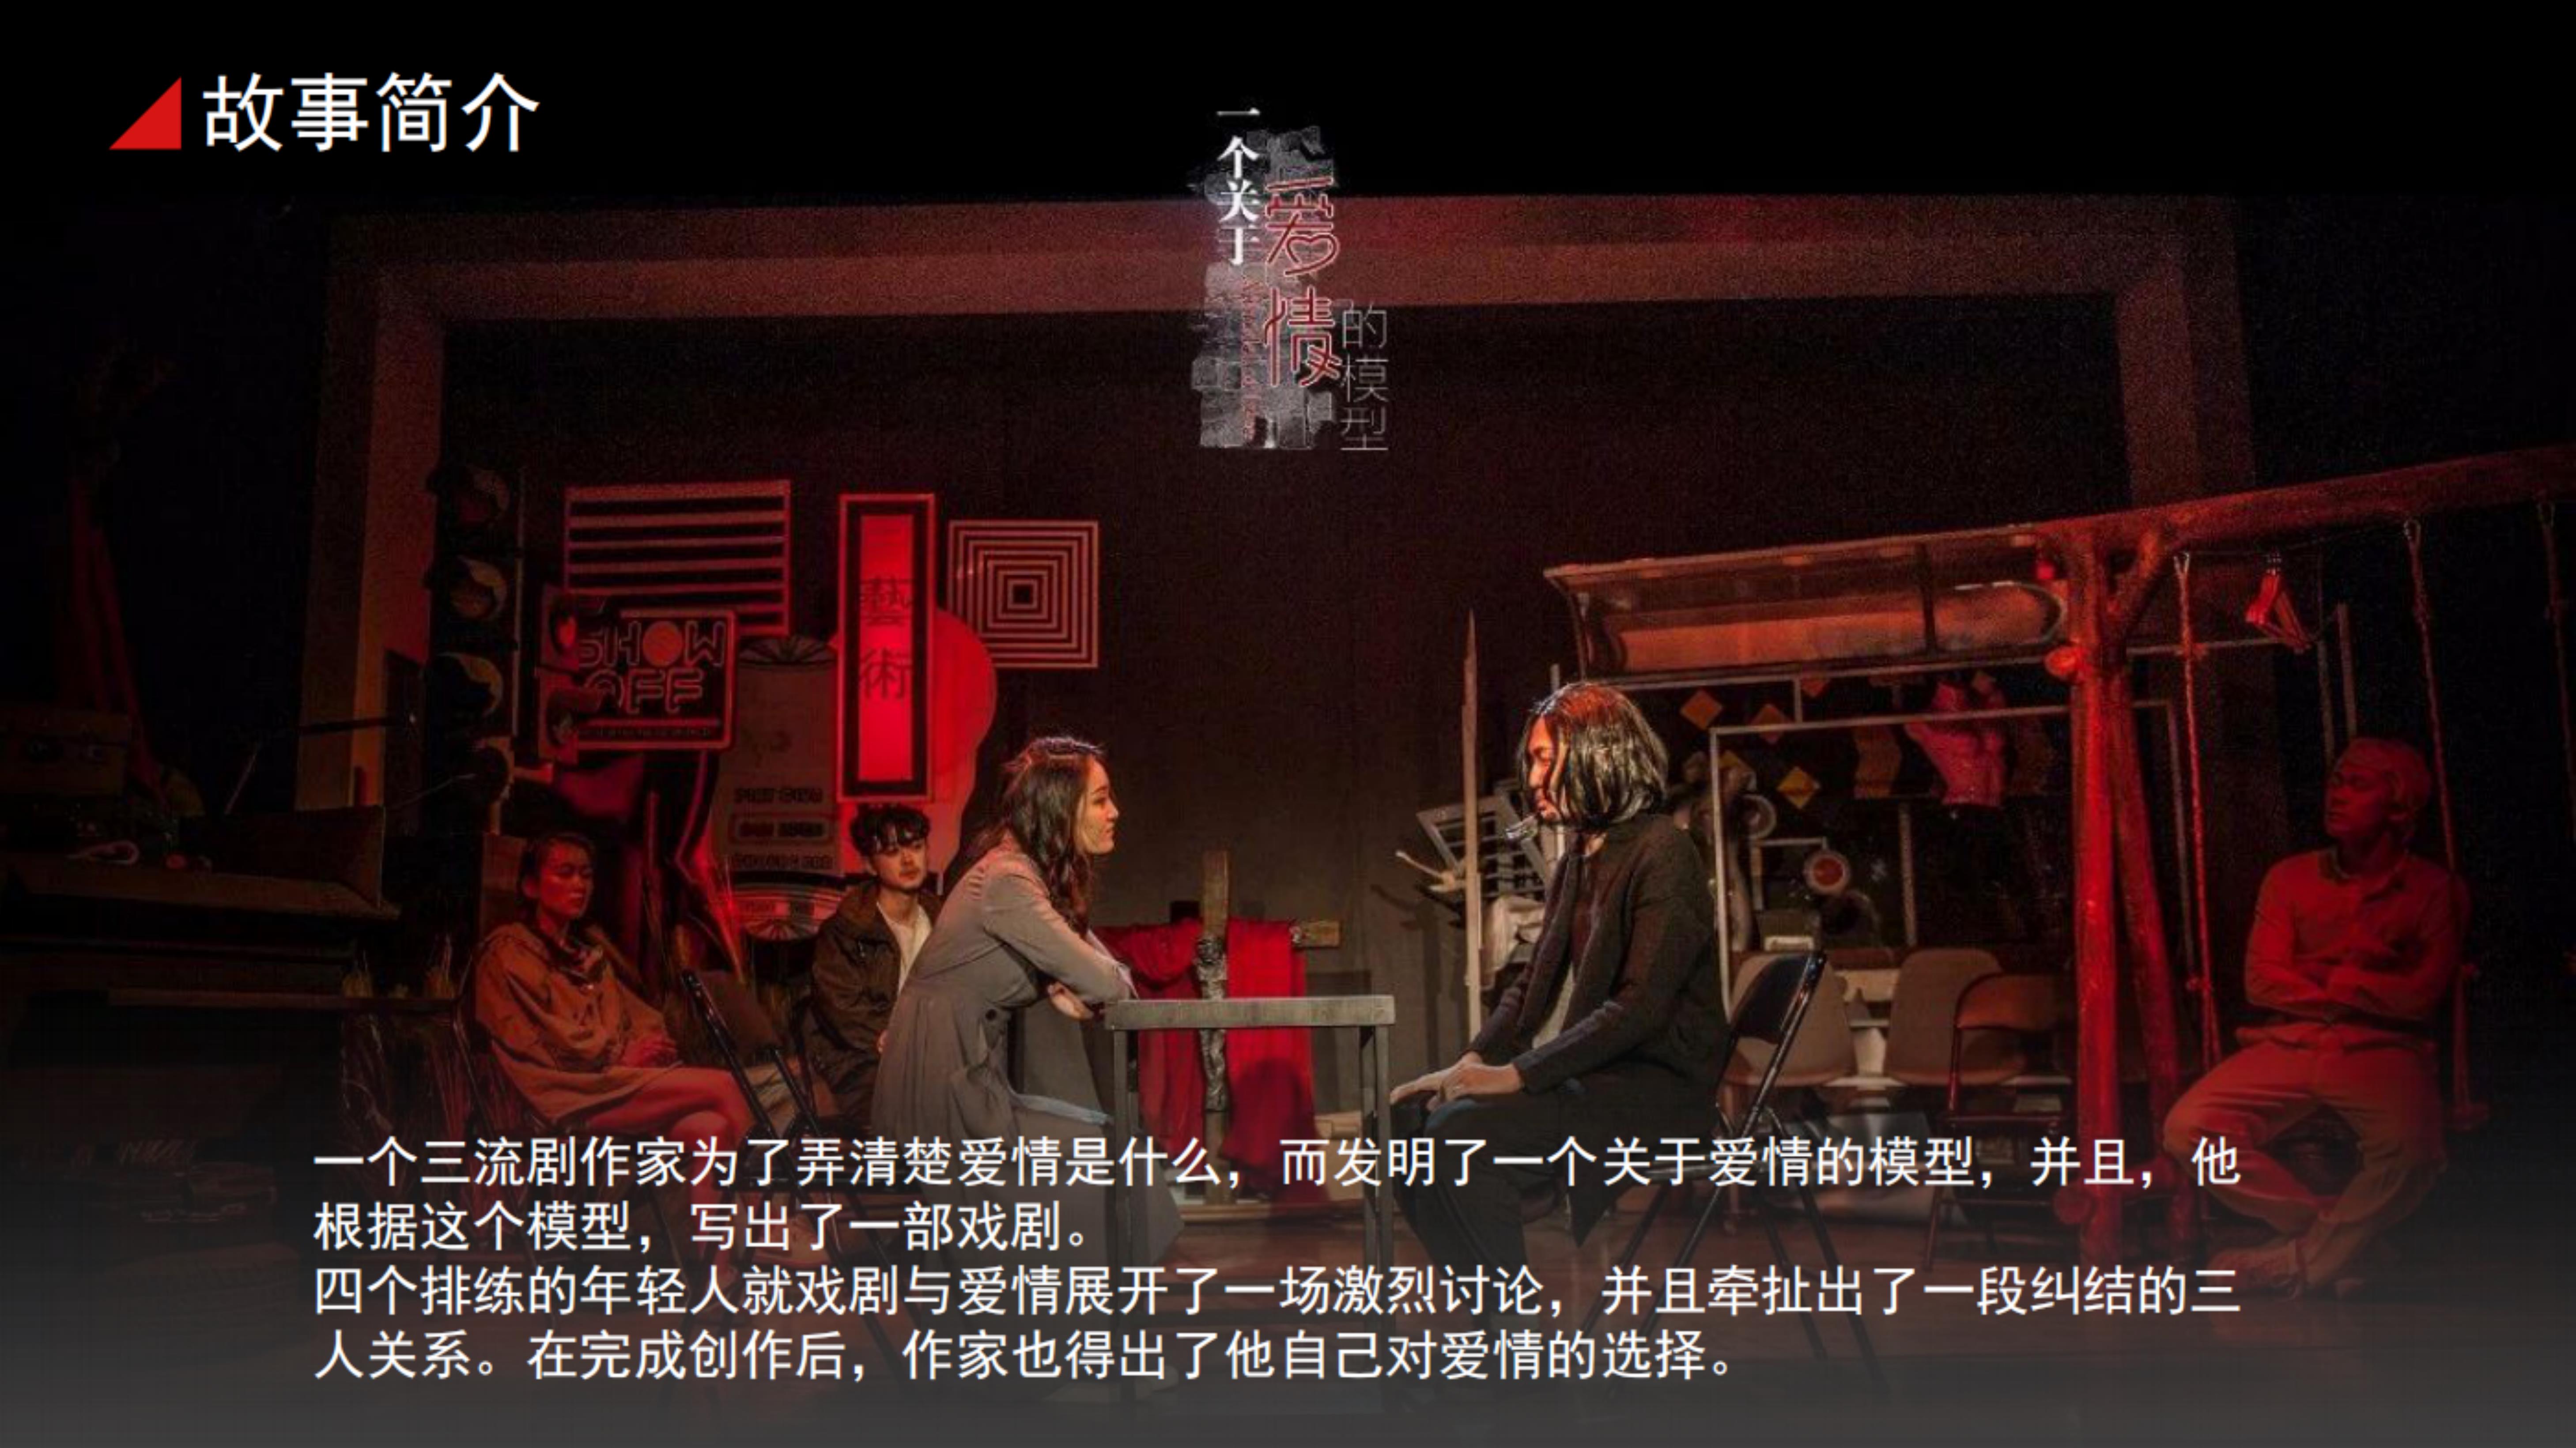 故事简介
一个关于
爱情
的模型
藝術
SHOW
OFF
一个三流剧作家为了弄清楚爱情是什么，而发明了一个关于爱情的模型，并且，他
根据这个模型，写出了一部戏剧。
四个排练的年轻人就戏剧与爱情展开了一场激烈讨论，并且牵扯出了一段纠结的三
人关系。在完成创作后，作家也得出了他自己对爱情的选择。